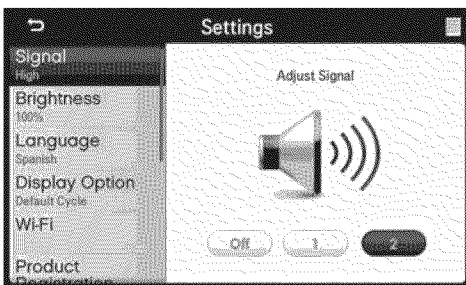 Settings
Signal
High
Brightness
100%
Language
Spanish
Display Option
Default Cycle
Wi-Fi
Product
Registration
Adjust Signal
Off
1
2